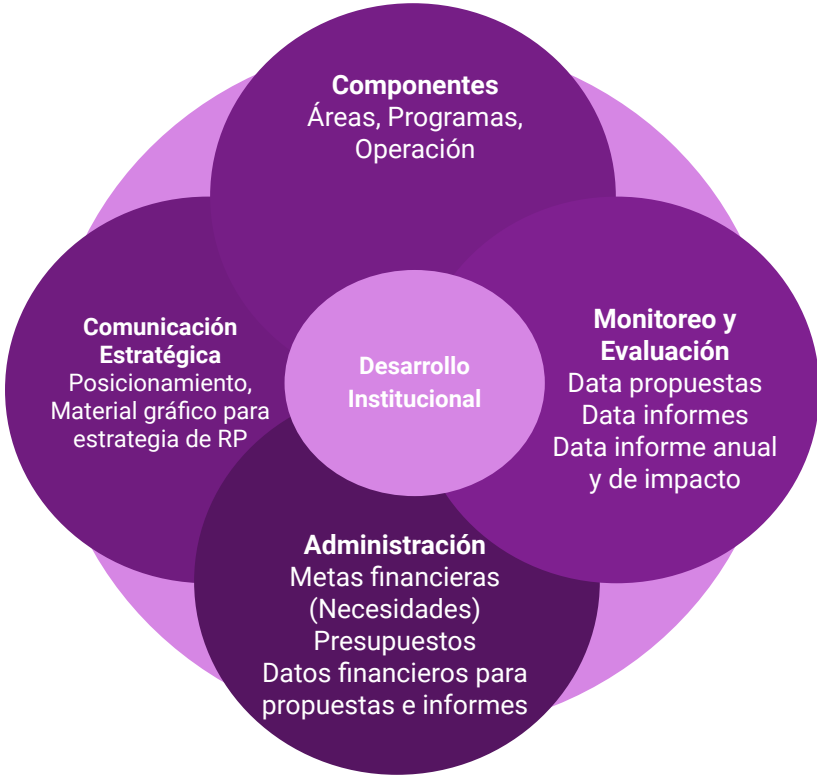 Componentes
Áreas, Programas,
Operación
Comunicación
Estratégica
Posicionamiento,
Material gráfico para
estrategia de RP
Desarrollo
Institucional
Monitoreo y
Evaluación
Data propuestas
Data informes
Data informe anual
y de impacto
Administración
Metas financieras
(Necesidades)
Presupuestos
Datos financieros para
propuestas e informes